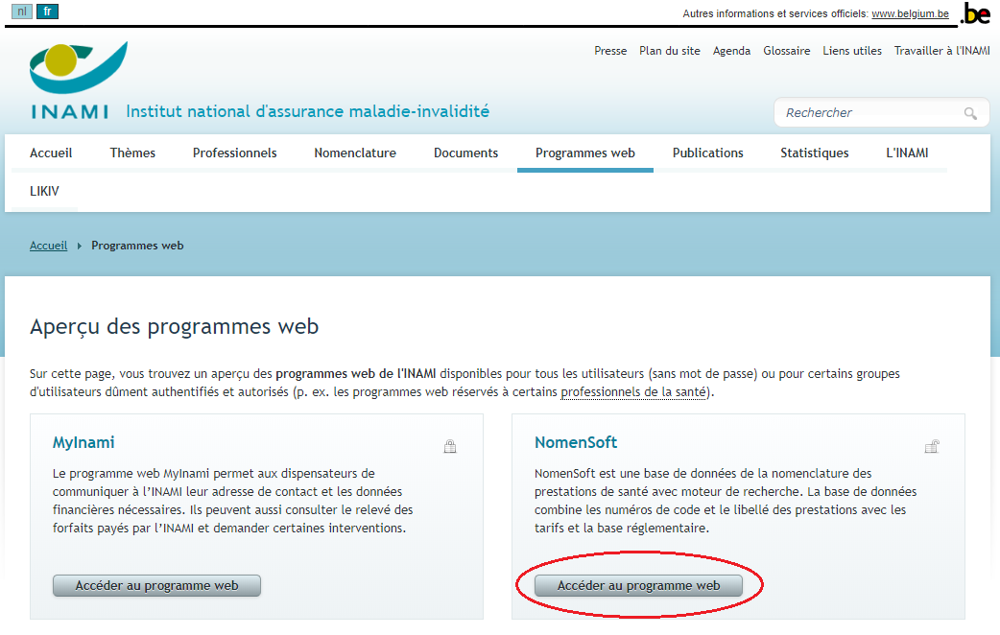 nl fr
Autres informations et services officiels: www.belgium.be .be
Presse Plan du site Agenda Glossaire Liens utiles Travailler à l'INAMI
INAMI Institut national d'assurance maladie-invalidité
Rechercher
Accueil Thèmes Professionnels Nomenclature Documents Programmes web Publications Statistiques L'INAMI
LIKIV
Accueil Programmes web
Aperçu des programmes web
Sur cette page, vous trouvez un aperçu des programmes web de l'INAMI disponibles pour tous les utilisateurs (sans mot de passe) ou pour certains groupes
d'utilisateurs dûment authentifiés et autorisés (p. ex. les programmes web réservés à certains professionnels de la santé).
MyInami
Le programme web MyInami permet aux dispensateurs de
communiquer à l'INAMI leur adresse de contact et les données
financières nécessaires. Ils peuvent aussi consulter le relevé des
forfaits payés par l'INAMI et demander certaines interventions.
Accéder au programme web
NomenSoft
NomenSoft est une base de données de la nomenclature des
prestations de santé avec moteur de recherche. La base de données
combine les numéros de code et le libellé des prestations avec les
tarifs et la base réglementaire.
Accéder au programme web